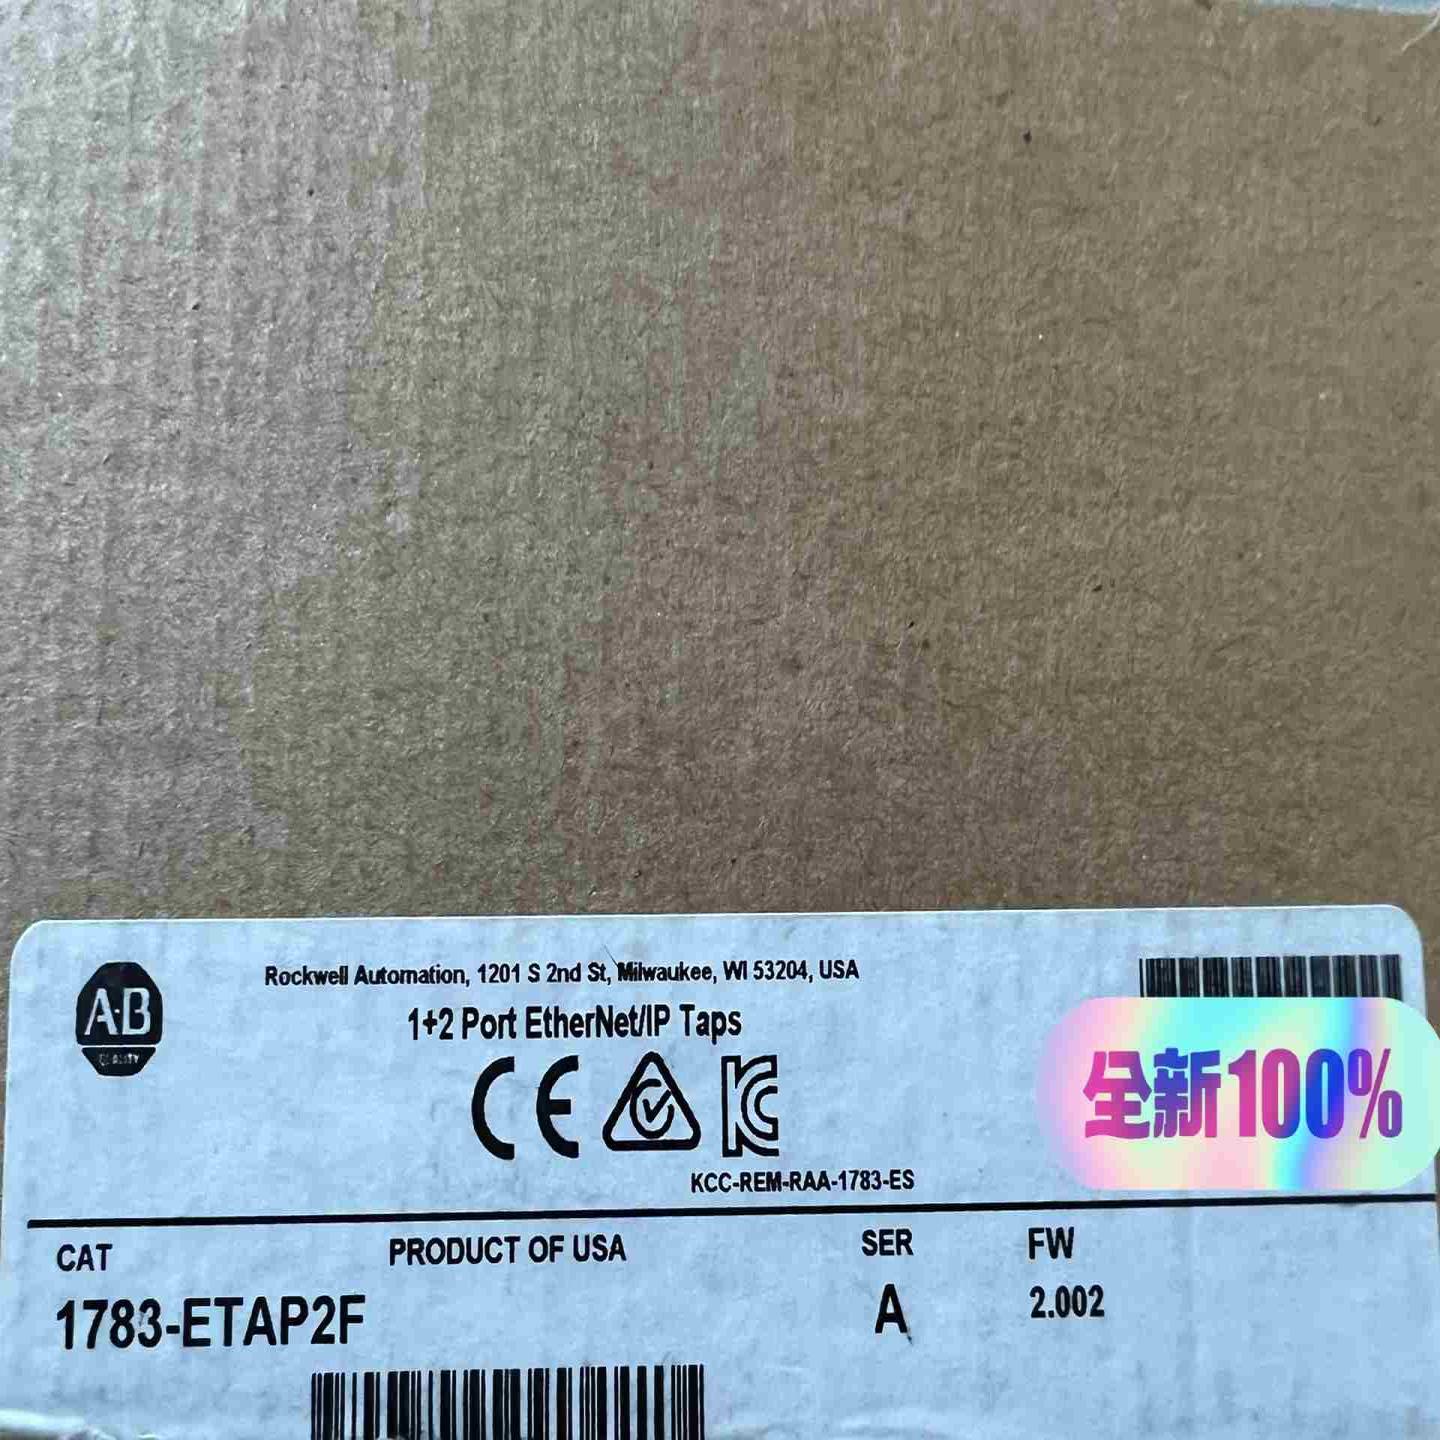 Rockwell Automation, 1201 S 2nd St, Milwaukee, WI 53204, USA
A·B
QUALITY
1+2 Port EtherNet/IP Taps
全新100%
KCC-REM-RAA-1783-ES
CAT PRODUCT OF USA SER FW
1783-ETAP2F A 2.002